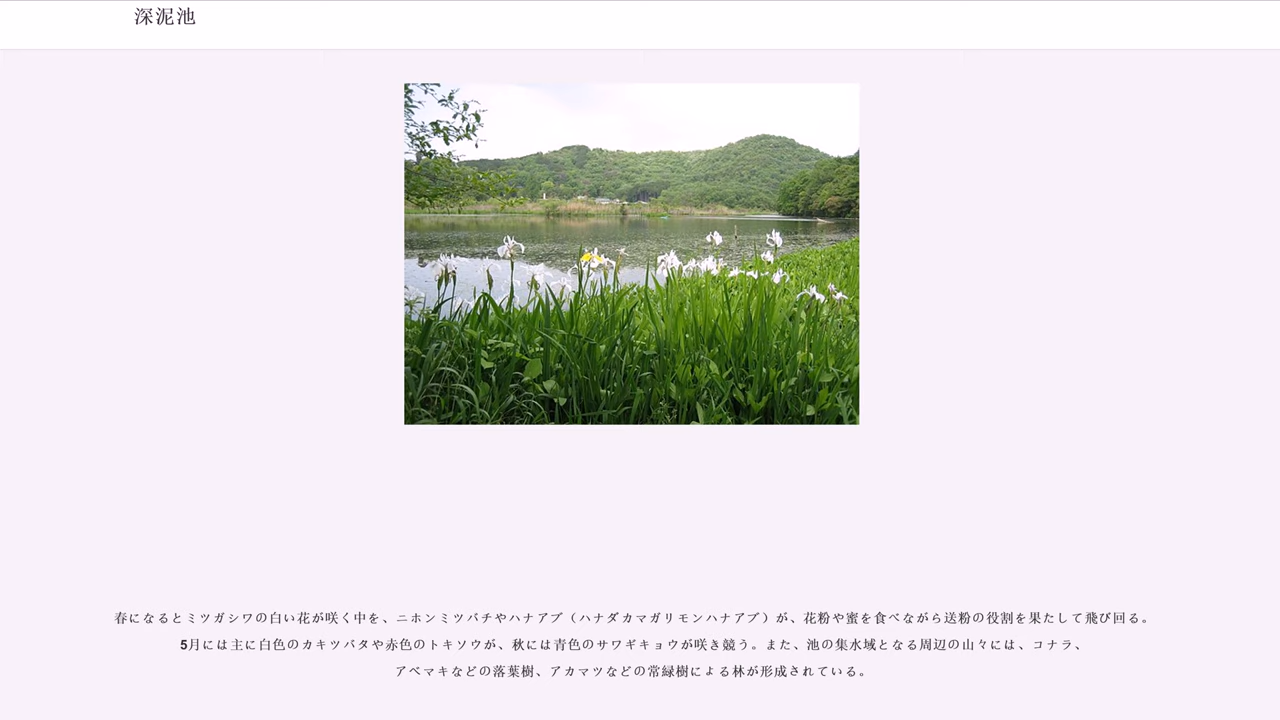 深泥池
春になるとミツガシワの白い花が咲く中を、ニホンミツバチやハナアブ（ハナダカマガリモンハナアブ）が、花粉や蜜を食べながら送粉の役割を果たして飛び回る。
5月には主に白色のカキツバタや赤色のトキソウが、秋には青色のサワギキョウが咲き競う。また、池の集水域となる周辺の山々には、コナラ、
アベマキなどの落葉樹、アカマツなどの常緑樹による林が形成されている。